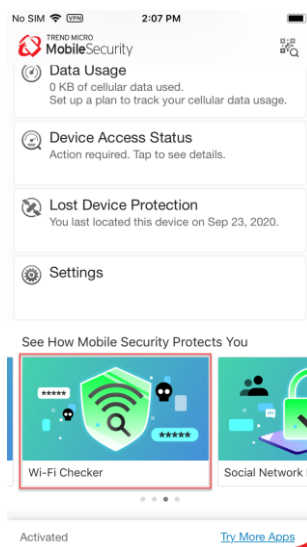 No SIM VPN 2:07 PM
TREND MICRO
MobileSecurity
Data Usage
0 KB of cellular data used.
Set up a plan to track your cellular data usage.
Device Access Status
Action required. Tap to see details.
Lost Device Protection
You last located this device on Sep 23, 2020.
Settings
See How Mobile Security Protects You
*****
*****
Wi-Fi Checker
Social Network
Activated
Try More Apps